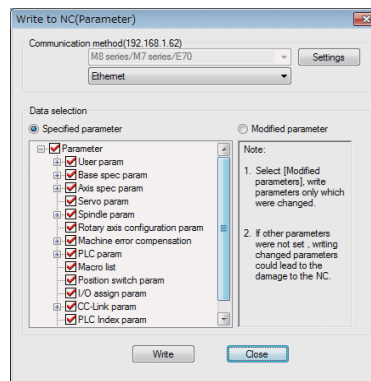 Write to NC(Parameter)
Communication method(192.168.1.62)
M8 series/M7 series/E70
Settings
Ethernet
Data selection
Specified parameter
Modified parameter
Parameter
User param
Base spec param
Axis spec param
Servo param
Spindle param
Rotary axis configuration param
Machine error compensation
PLC param
Macro list
Position switch param
I/O assign param
CC-Link param
PLC Index param
Note:
1. Select [Modified
parameters], write
parameters only which
were changed.
2. If other parameters
were not set , writing
changed parameters
could lead to the
damage to the NC.
Write
Close